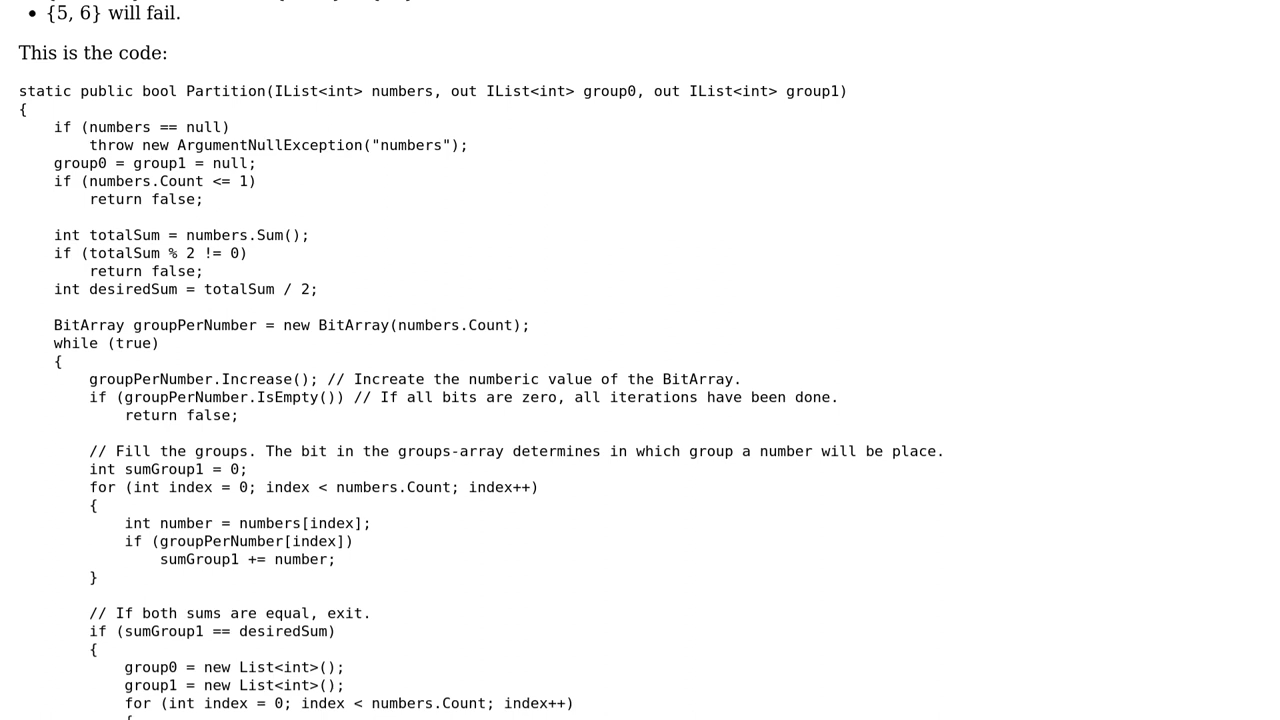 • {5, 6} will fail.
This is the code:
static public bool Partition(IList<int> numbers, out IList<int> group0, out IList<int> group1)
{
    if (numbers == null)
        throw new ArgumentNullException("numbers");
    group0 = group1 = null;
    if (numbers.Count <= 1)
        return false;

    int totalSum = numbers.Sum();
    if (totalSum % 2 != 0)
        return false;
    int desiredSum = totalSum / 2;

    BitArray groupPerNumber = new BitArray(numbers.Count);
    while (true)
    {
        groupPerNumber.Increase(); // Increate the numberic value of the BitArray.
        if (groupPerNumber.IsEmpty()) // If all bits are zero, all iterations have been done.
            return false;

        // Fill the groups. The bit in the groups-array determines in which group a number will be place.
        int sumGroup1 = 0;
        for (int index = 0; index < numbers.Count; index++)
        {
            int number = numbers[index];
            if (groupPerNumber[index])
                sumGroup1 += number;
        }

        // If both sums are equal, exit.
        if (sumGroup1 == desiredSum)
        {
            group0 = new List<int>();
            group1 = new List<int>();
            for (int index = 0; index < numbers.Count; index++)